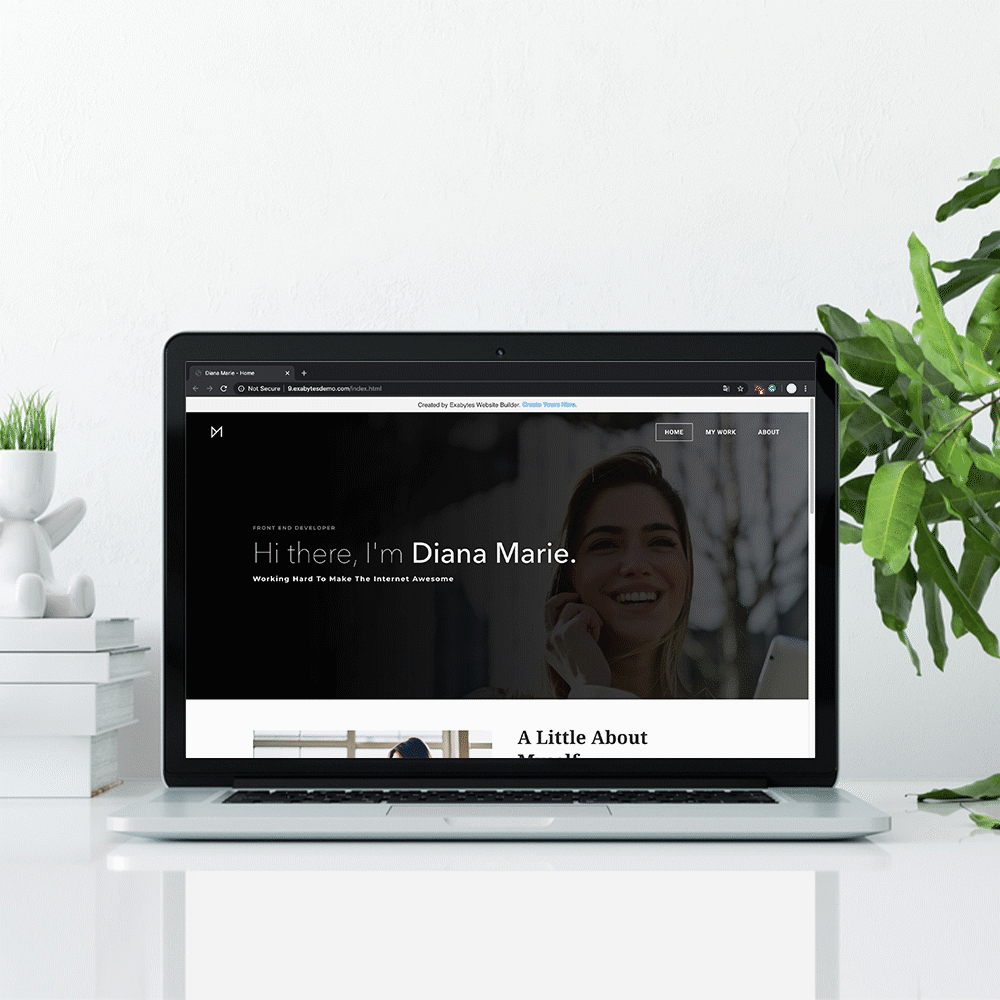 Diana Marie - Home
Not Secure | 9.exabytesdemo.com/index.html
Created by Exabytes Website Builder. Create Yours Here.
HOME MY WORK ABOUT
FRONT END DEVELOPER
Hi there, I'm Diana Marie.
Working Hard To Make The Internet Awesome
A Little About
Myself